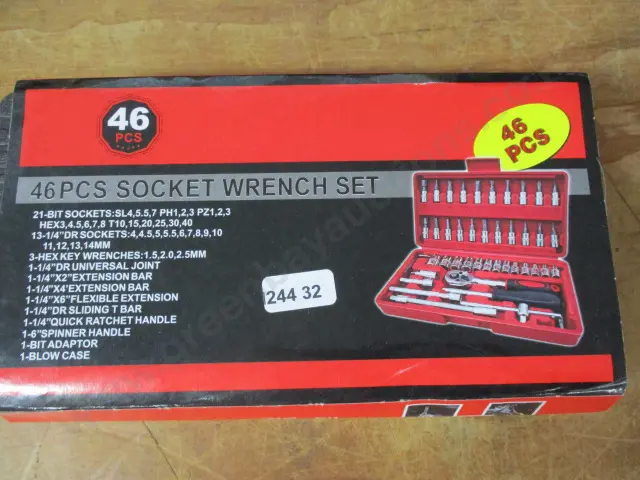 46
PCS
46
PCS
46PCS SOCKET WRENCH SET
21-BIT SOCKETS:SL4,5.5,7 PH1,2,3 PZ1,2,3
HEX3,4,5,6,7,8 T10,15,20,25,30,40
13-1/4"DR SOCKETS:4,4.5,5,5.5,6,7,8,9,10
11,12,13,14MM
3-HEX KEY WRENCHES:1.5,2.0,2.5MM
1-1/4"DR UNIVERSAL JOINT
1-1/4"X2"EXTENSION BAR
1-1/4"X4"EXTENSION BAR
1-1/4"X6"FLEXIBLE EXTENSION
1-1/4"DR SLIDING T BAR
1-1/4"QUICK RATCHET HANDLE
1-6"SPINNER HANDLE
1-BIT ADAPTOR
1-BLOW CASE
244 32